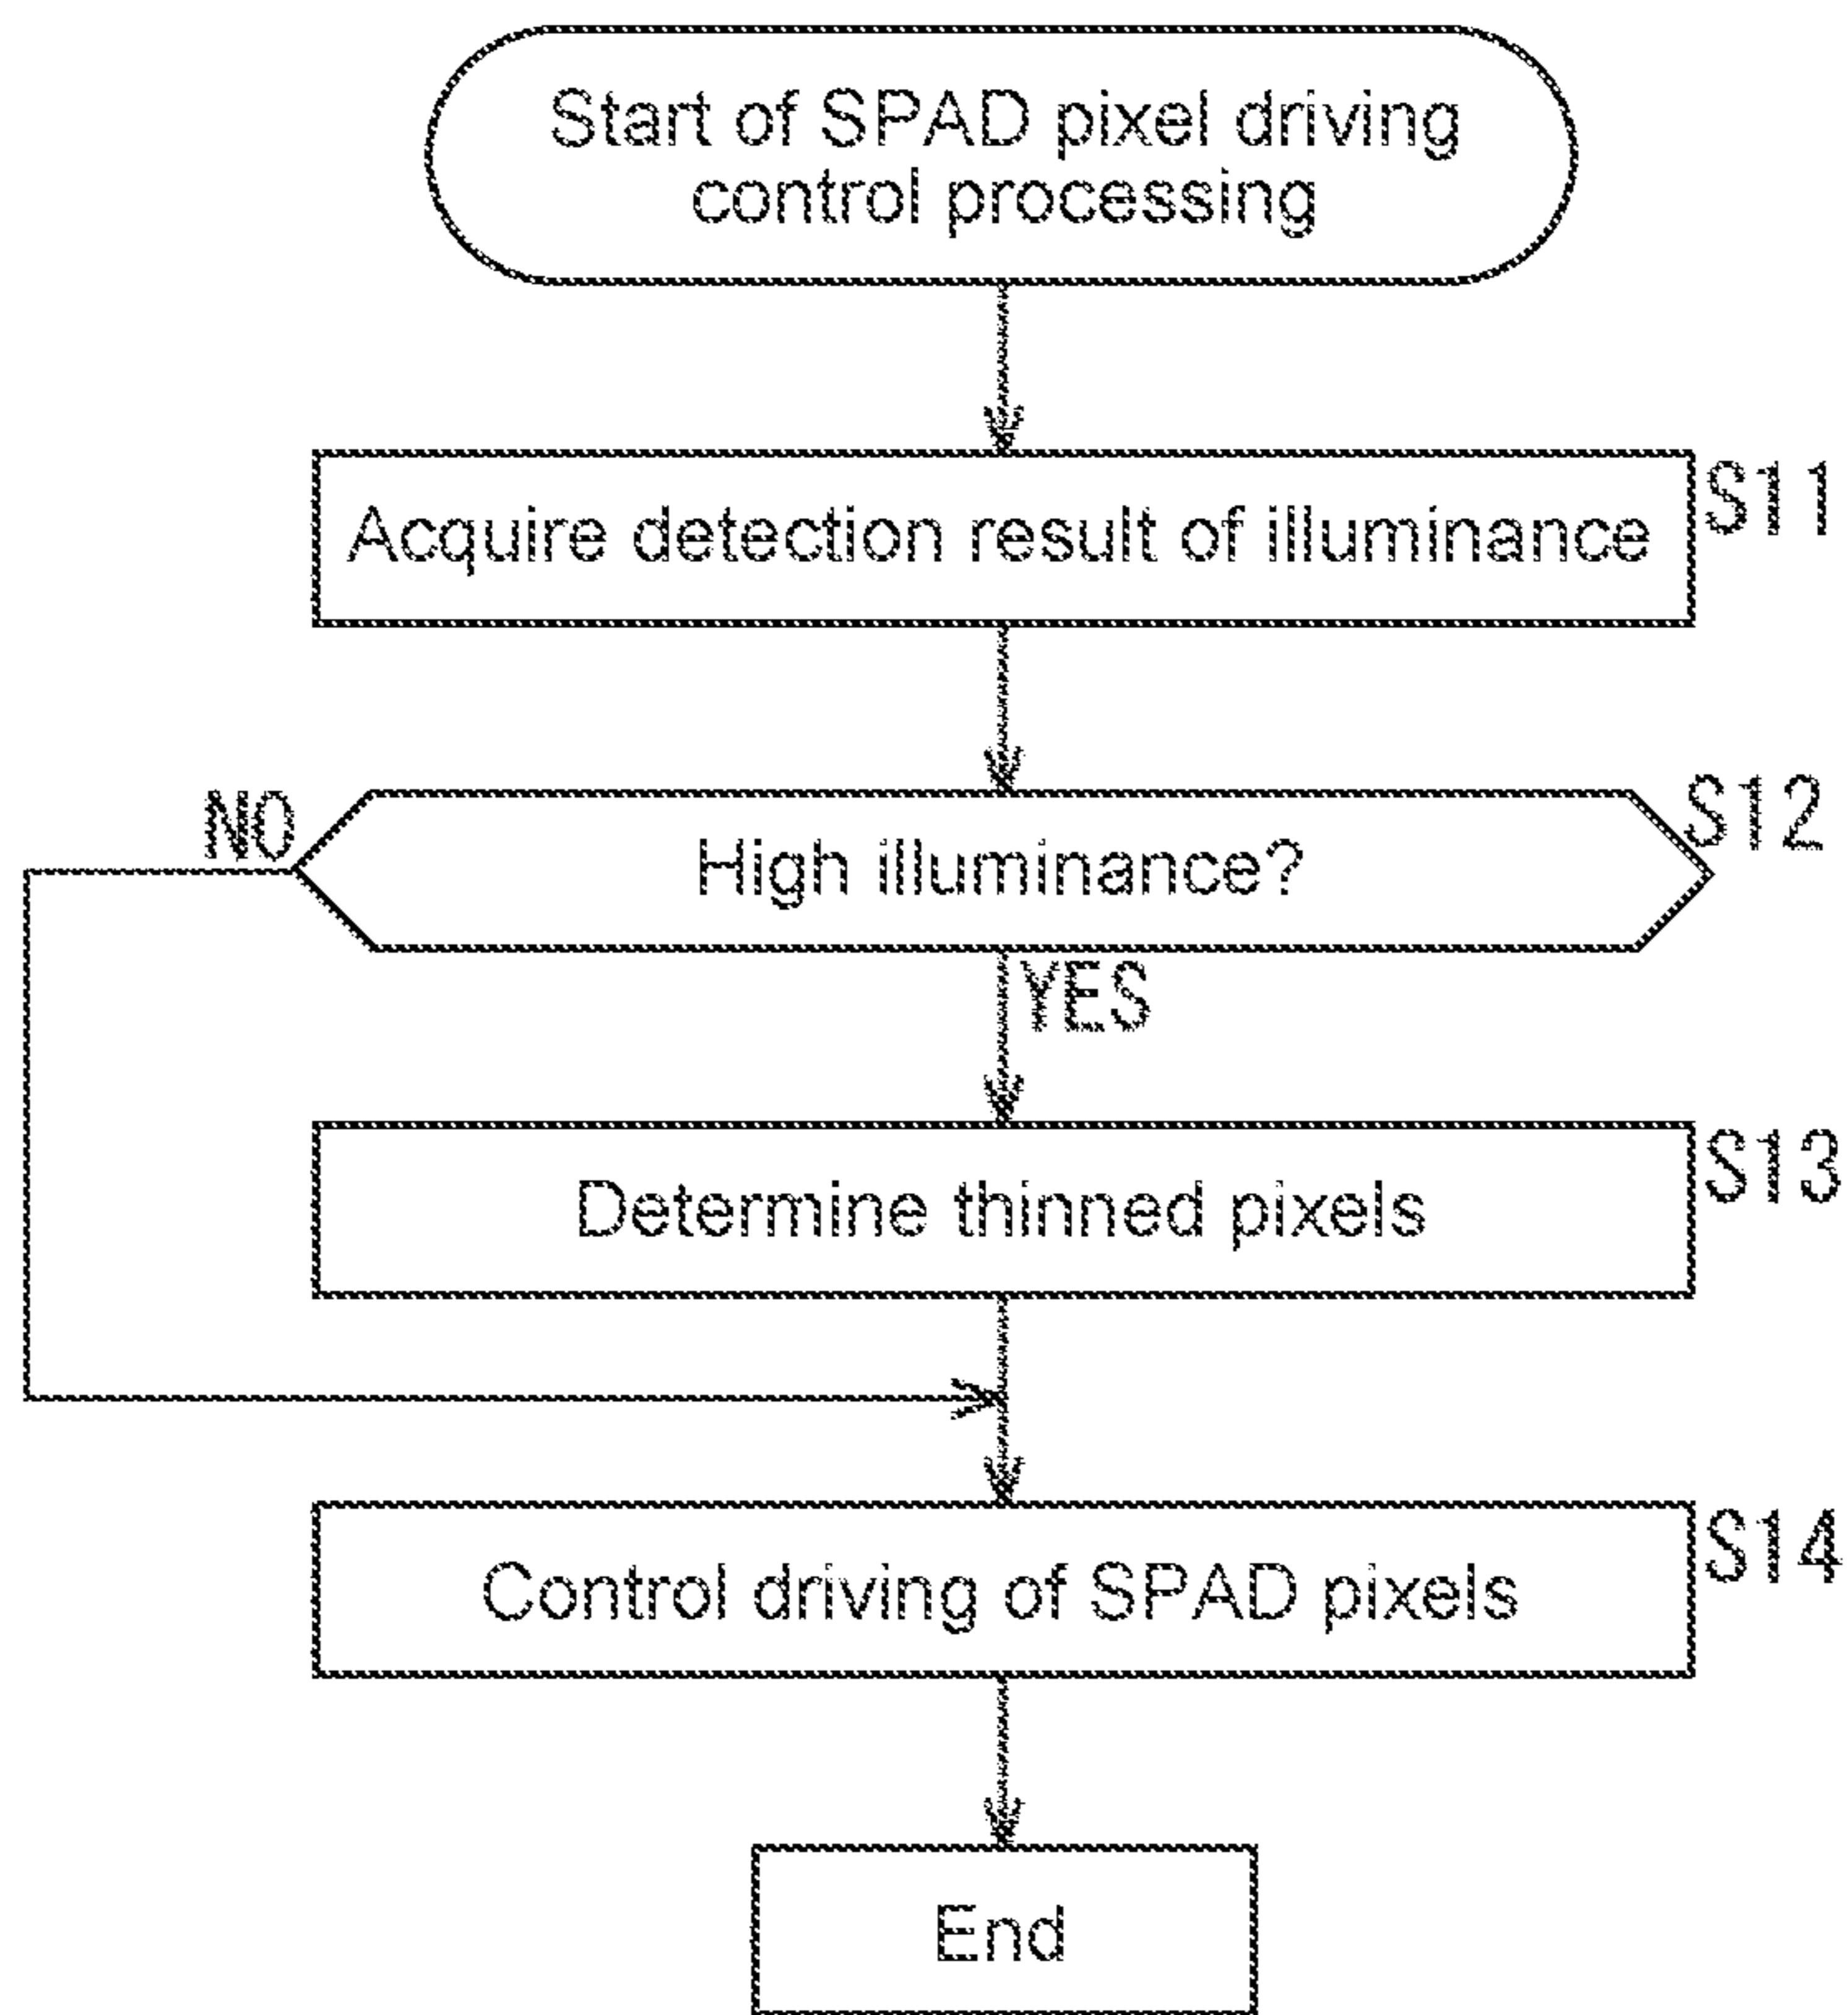 Start of SPAD pixel driving
control processing
Acquire detection result of illuminance
S11
High illuminance?
S12
NO
YES
Determine thinned pixels
S13
Control driving of SPAD pixels
S14
End